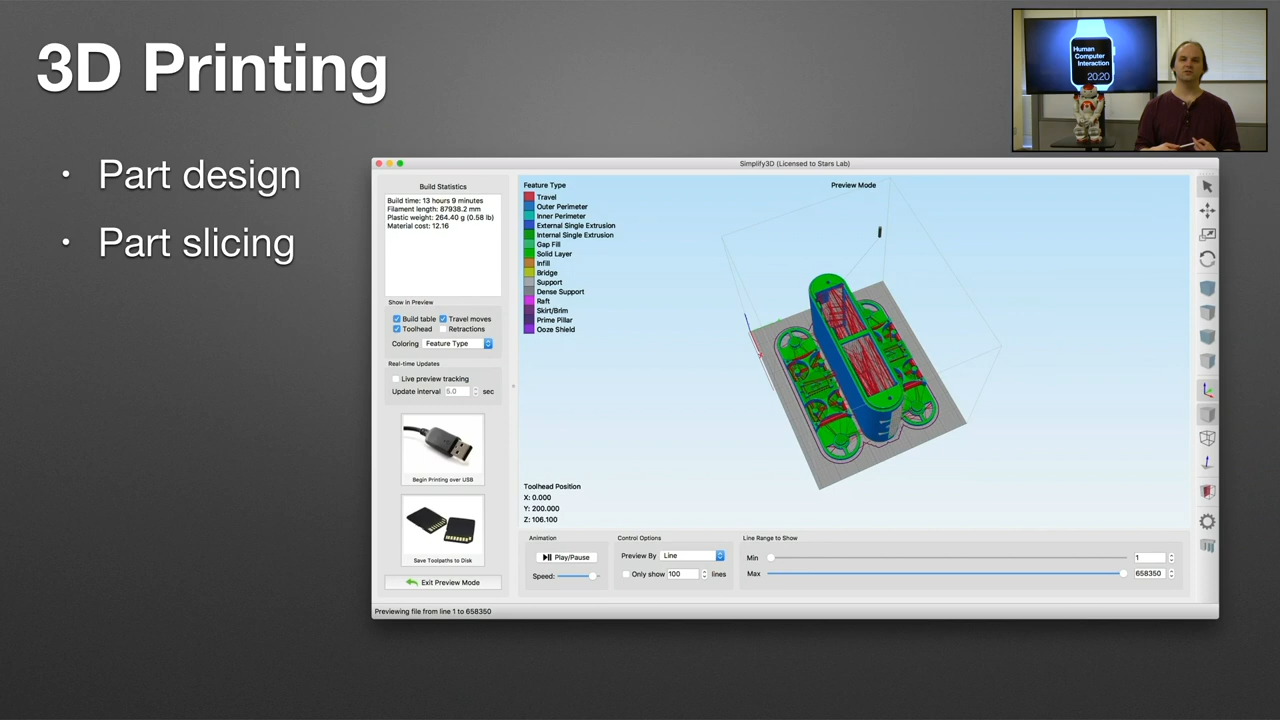 3D Printing
Human
Computer
Interaction
20:20
• Part design
• Part slicing
Simplify3D (Licensed to Stars Lab)
Build Statistics
Build time: 13 hours 9 minutes
Filament length: 87938.2 mm
Plastic weight: 264.40 g (0.58 lb)
Material cost: 12.16
Show in Preview
Build table
Travel moves
Toolhead
Retractions
Coloring
Feature Type
Real-time Updates
Live preview tracking
Update interval 5.0 sec
Begin Printing over USB
Save Toolpaths to Disk
Exit Preview Mode
Feature Type
Travel
Outer Perimeter
Inner Perimeter
External Single Extrusion
Internal Single Extrusion
Gap Fill
Solid Layer
Infill
Bridge
Support
Dense Support
Raft
Skirt/Brim
Prime Pillar
Ooze Shield
Preview Mode
Toolhead Position
X: 0.000
Y: 200.000
Z: 106.100
Animation
Play/Pause
Speed:
Control Options
Preview By Line
Only show 100 lines
Line Range to Show
Min 1
Max 658350
Previewing file from line 1 to 658350